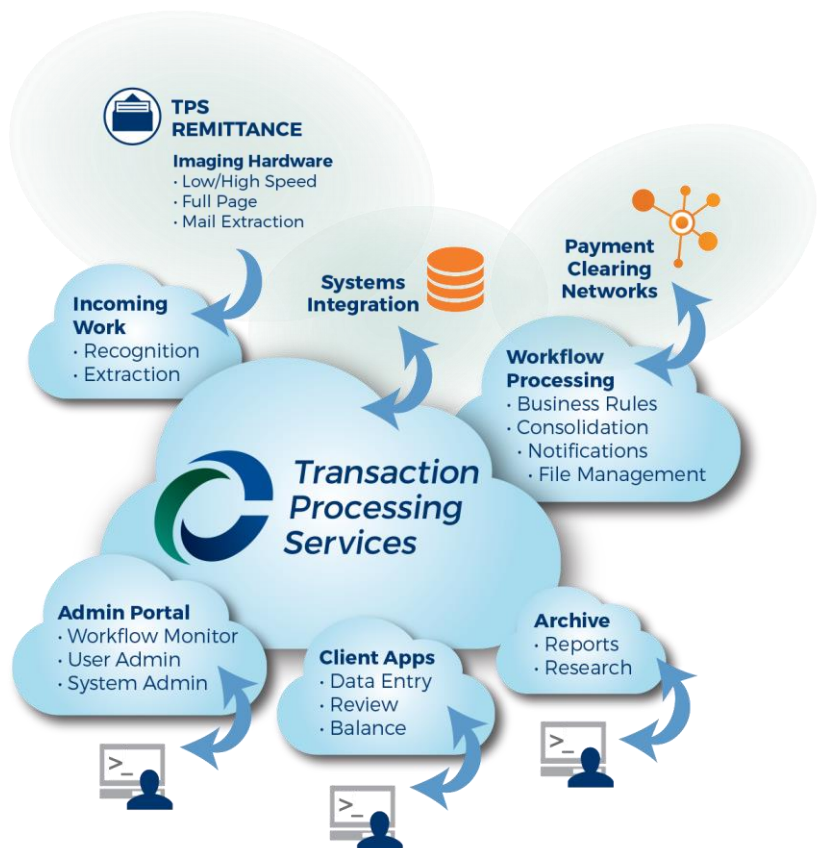 TPS
REMITTANCE
Imaging Hardware
· Low/High Speed
· Full Page
· Mail Extraction
Systems
Integration
Payment
Clearing
Networks
Incoming
Work
· Recognition
· Extraction
Workflow
Processing
· Business Rules
· Consolidation
· Notifications
· File Management
Transaction
Processing
Services
Admin Portal
· Workflow Monitor
· User Admin
· System Admin
Client Apps
· Data Entry
· Review
· Balance
Archive
· Reports
· Research
>_
>_
>_